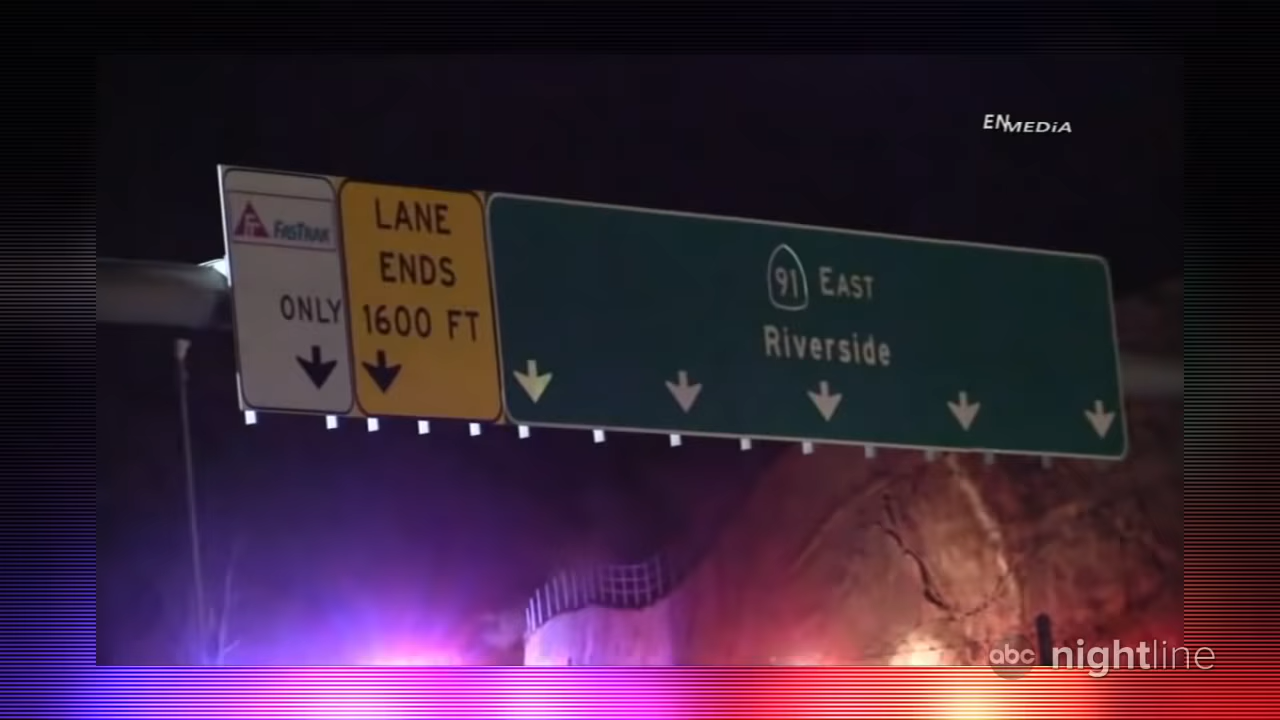 ENMEDiA
FASTRAK
ONLY
LANE
ENDS
1600 FT
91 EAST
Riverside
abc nightline